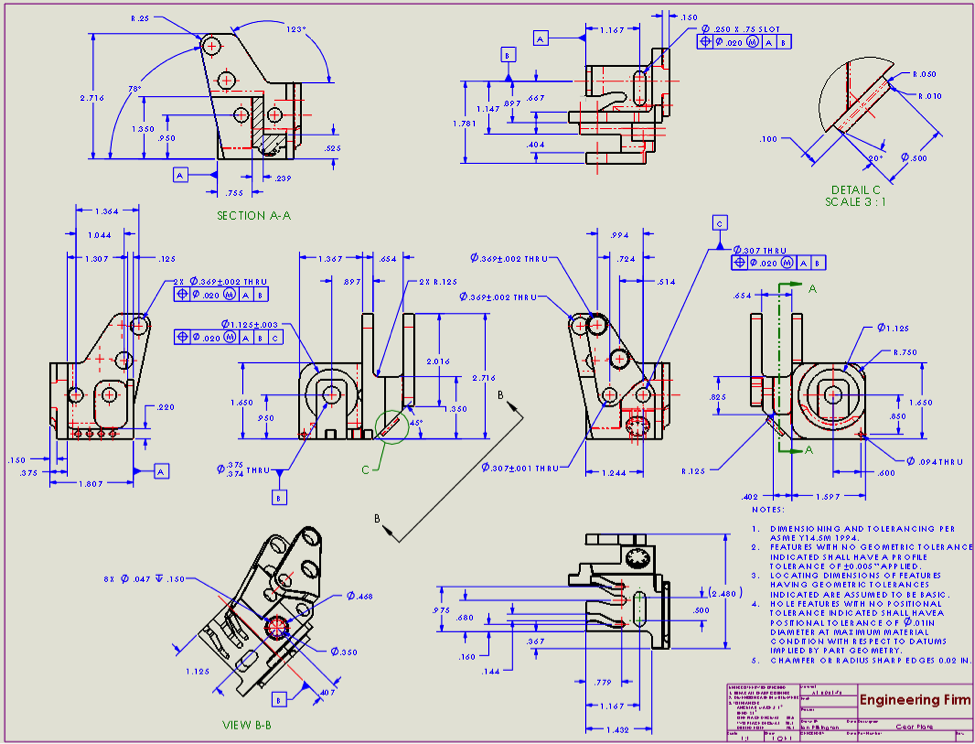 R.25
123°
78°
2.716
1.350
.950
.525
A
.239
.755
SECTION A-A
1.167
.150
Ø .250 X .75 SLOT
⌖ Ø .020 Ⓜ A B
A
B
.667
.897
1.147
1.781
.404
R.050
R.010
.100
20°
Ø.500
DETAIL C
SCALE 3 : 1
1.364
1.044
1.307
.125
2X Ø.369±.002 THRU
⌖ Ø .020 Ⓜ A B
Ø1.125±.003
⌖ Ø .020 Ⓜ A B C
.220
.150
.375
1.807
A
1.367
.654
.897
2X R.125
2.016
2.716
1.650
.950
1.350
45°
C
Ø.375
.374 THRU
B
B
B
.994
Ø.369±.002 THRU
.724
.514
Ø.369±.002 THRU
Ø.307±.001 THRU
1.244
C
Ø.307 THRU
⌖ Ø .020 Ⓜ A B
.654
A
Ø1.125
R.750
.825
.850
1.650
R.125
A
Ø.094THRU
.600
.402
1.597
8X Ø .047 ↧ .150
Ø.468
Ø.350
1.125
.407
B
VIEW B-B
.975
.680
.160
.144
.367
.500
(2.480)
.779
1.167
1.432
NOTES:
1. DIMENSIONING AND TOLERANCING PER
ASME Y14.5M 1994.
2. FEATURES WITH NO GEOMETRIC TOLERANCE
INDICATED SHALL HAVE A PROFILE
TOLERANCE OF ±0.005" APPLIED.
3. LOCATING DIMENSIONS OF FEATURES
HAVING GEOMETRIC TOLERANCES
INDICATED ARE ASSUMED TO BE BASIC.
4. HOLE FEATURES WITH NO POSITIONAL
TOLERANCE INDICATED SHALL HAVEA
POSITIONAL TOLERANCE OF Ø.01IN
DIAMETER AT MAXIMUM MATERIAL
CONDITION WITH RESPECT TO DATUMS
IMPLIED BY PART GEOMETRY.
5. CHAMFER OR RADIUS SHARP EDGES 0.02 IN.
Engineering Firm